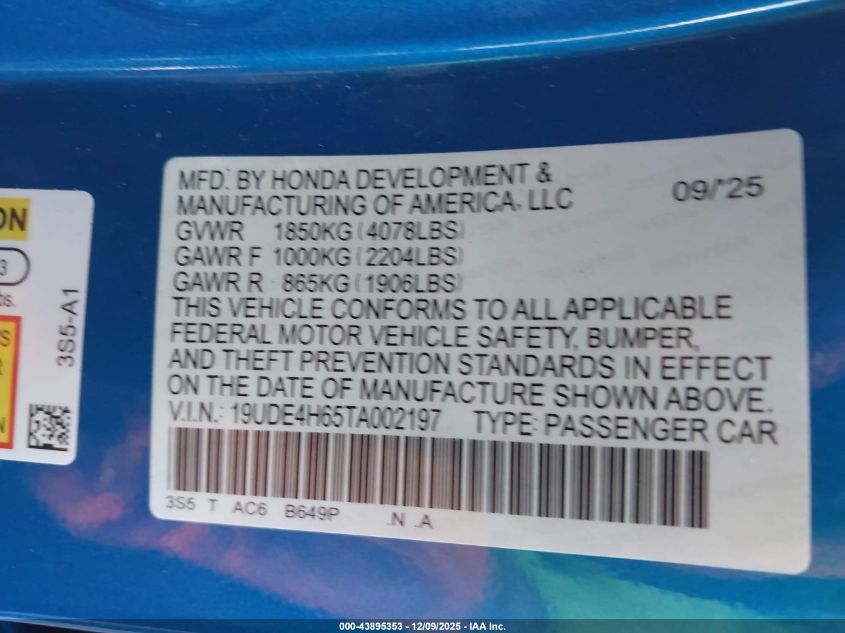 MFD. BY HONDA DEVELOPMENT &
MANUFACTURING OF AMERICA, LLC
09/'25
GVWR 1850KG (4078LBS)
GAWR F 1000KG (2204LBS)
GAWR R 865KG (1906LBS)
THIS VEHICLE CONFORMS TO ALL APPLICABLE
FEDERAL MOTOR VEHICLE SAFETY, BUMPER,
AND THEFT PREVENTION STANDARDS IN EFFECT
ON THE DATE OF MANUFACTURE SHOWN ABOVE.
V.I.N.: 19UDE4H65TA002197 TYPE: PASSENGER CAR
3S5 T AC6 B649P .N .A
ON
3
bs.
S
R
N
3S5-A1
000-43895353 - 12/09/2025 - IAA Inc.